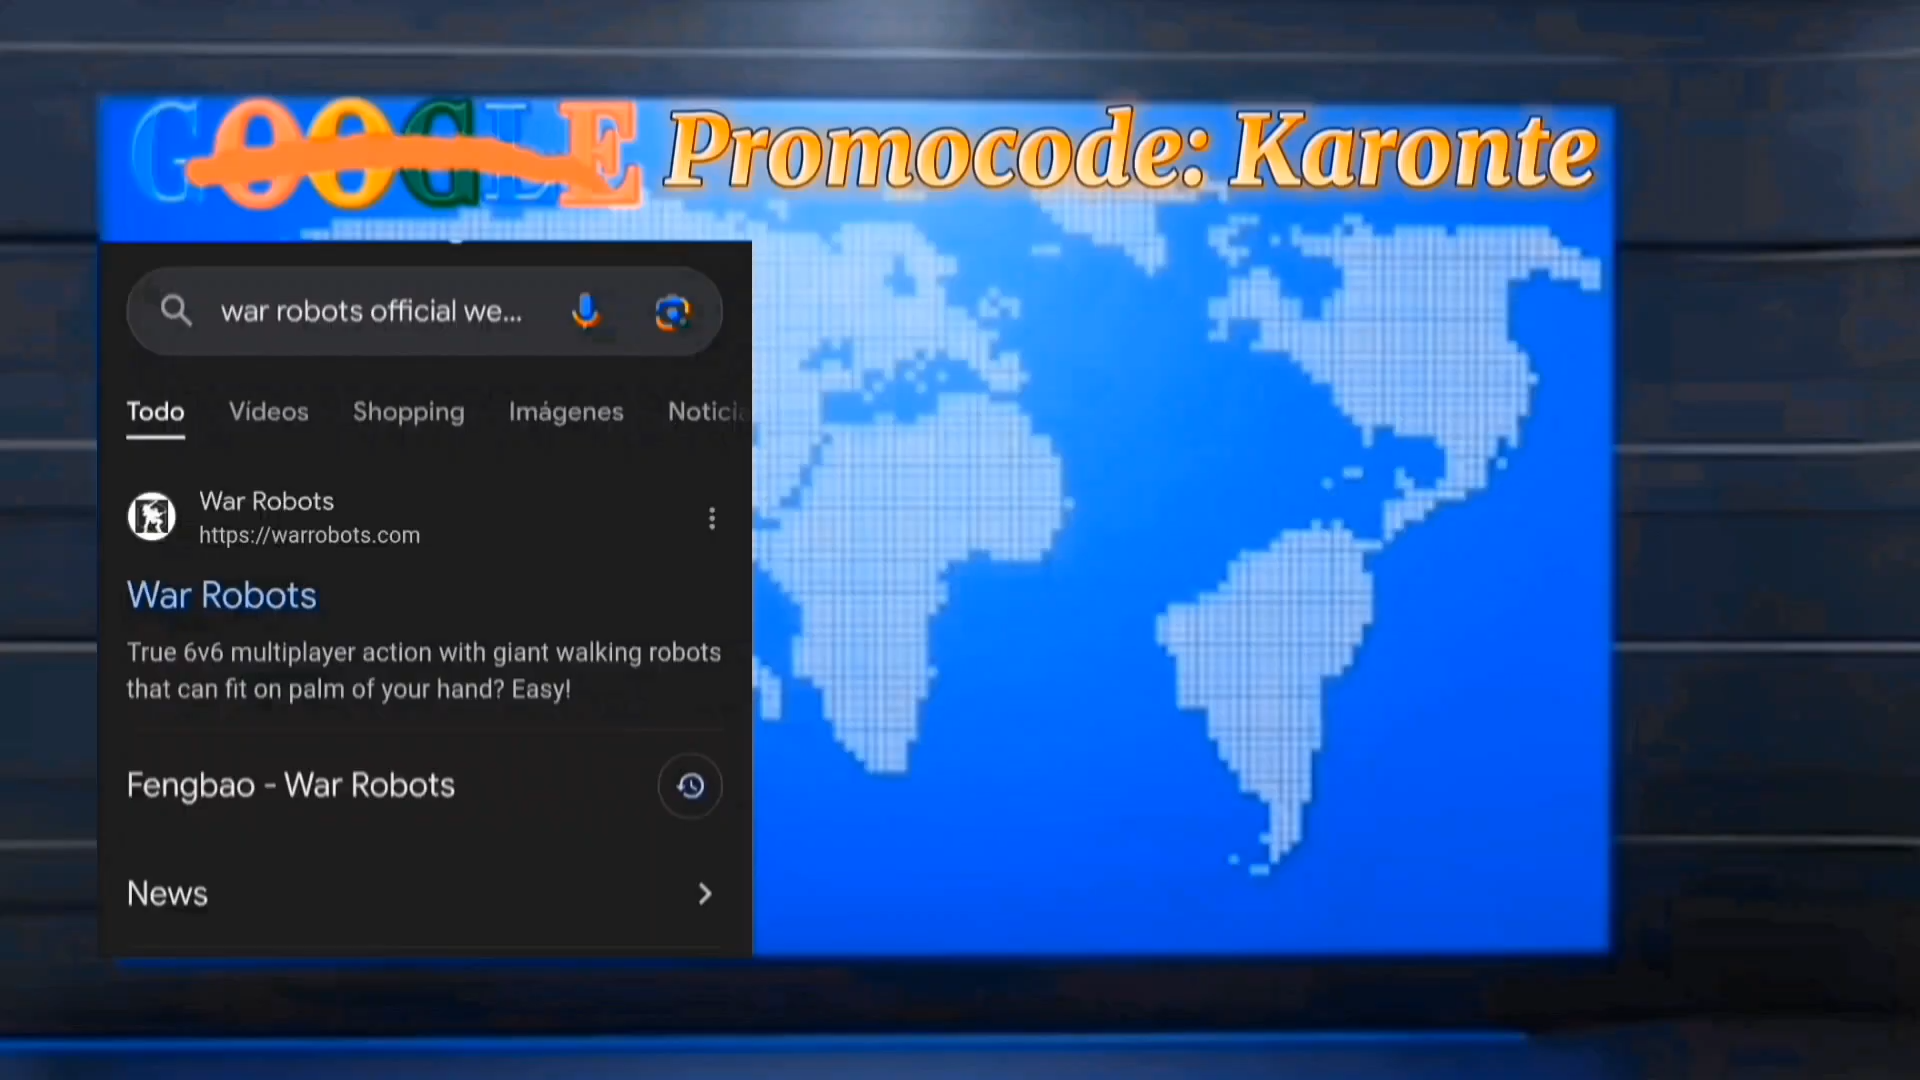 GOOGLE Promocode: Karonte
war robots official we...
Todo Vídeos Shopping Imágenes Notici
War Robots
https://warrobots.com
War Robots
True 6v6 multiplayer action with giant walking robots
that can fit on palm of your hand? Easy!
Fengbao - War Robots
News